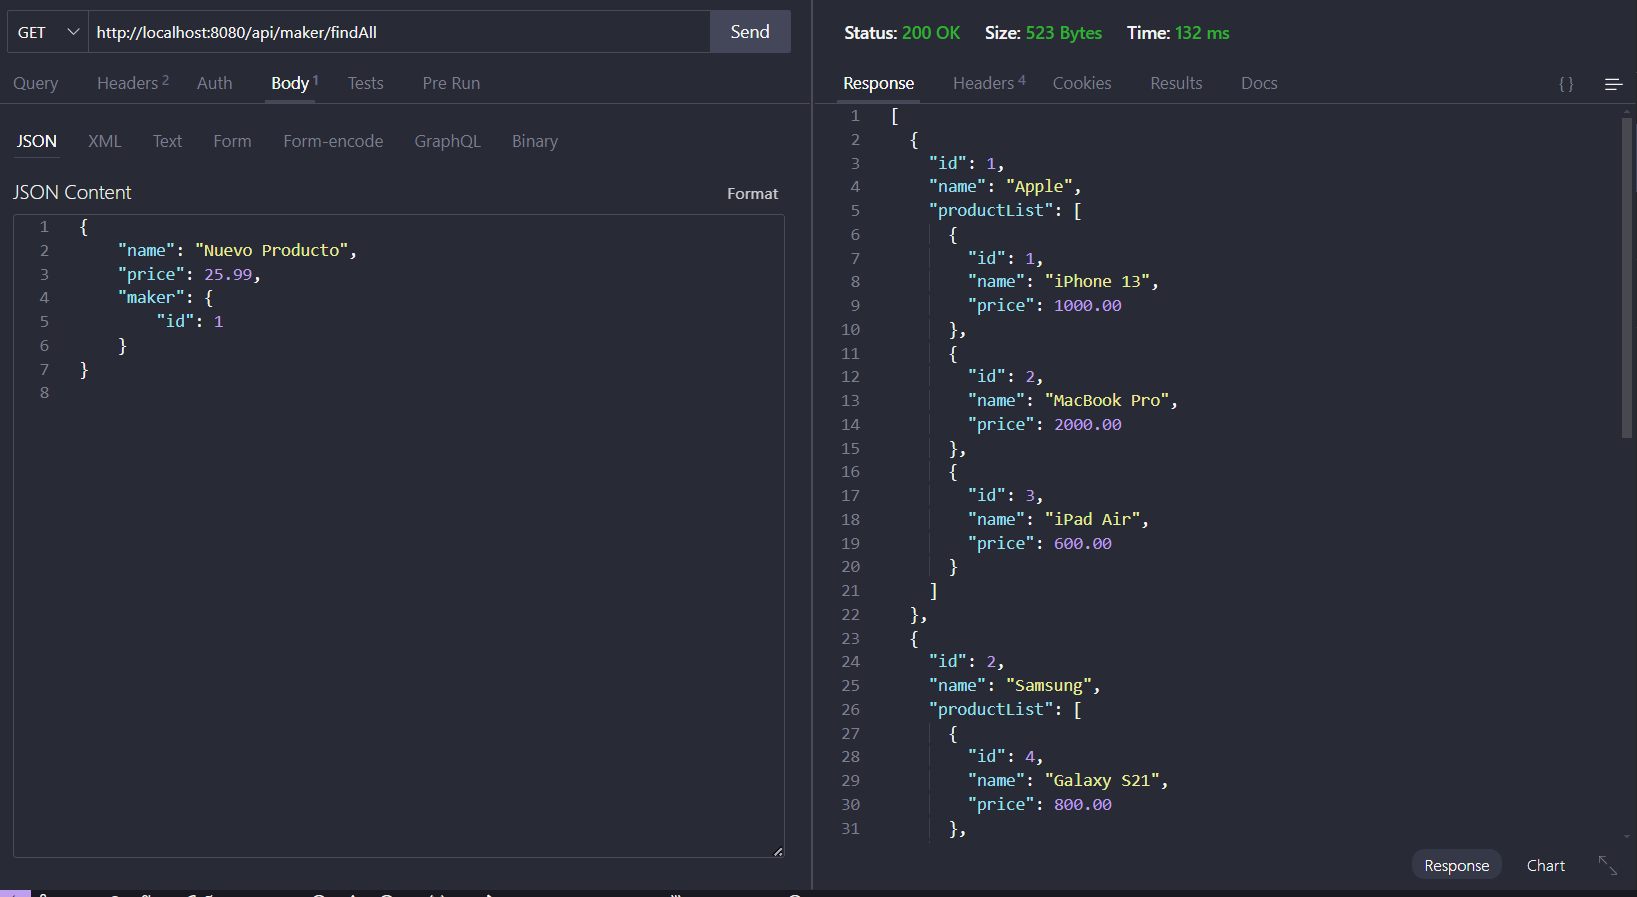 GET http://localhost:8080/api/maker/findAll Send
Query Headers 2 Auth Body 1 Tests Pre Run
JSON XML Text Form Form-encode GraphQL Binary
JSON Content Format
1 {
2 "name": "Nuevo Producto",
3 "price": 25.99,
4 "maker": {
5 "id": 1
6 }
7 }
8
Status: 200 OK Size: 523 Bytes Time: 132 ms
Response Headers 4 Cookies Results Docs { }
1 [
2 {
3 "id": 1,
4 "name": "Apple",
5 "productList": [
6 {
7 "id": 1,
8 "name": "iPhone 13",
9 "price": 1000.00
10 },
11 {
12 "id": 2,
13 "name": "MacBook Pro",
14 "price": 2000.00
15 },
16 {
17 "id": 3,
18 "name": "iPad Air",
19 "price": 600.00
20 }
21 ]
22 },
23 {
24 "id": 2,
25 "name": "Samsung",
26 "productList": [
27 {
28 "id": 4,
29 "name": "Galaxy S21",
30 "price": 800.00
31 },
Response Chart